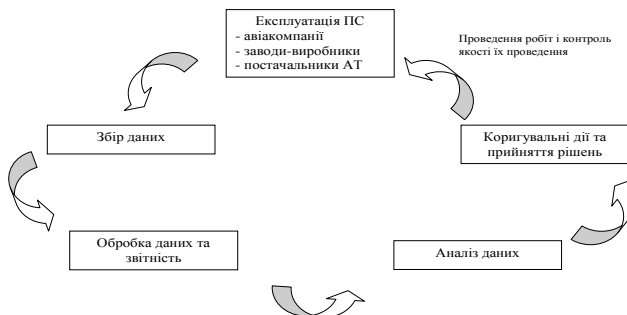 Експлуатація ПС
- авіакомпанії
- заводи-виробники
- постачальники АТ
Проведення робіт і контроль
якості їх проведення
Збір даних
Коригувальні дії та
прийняття рішень
Обробка даних та
звітність
Аналіз даних